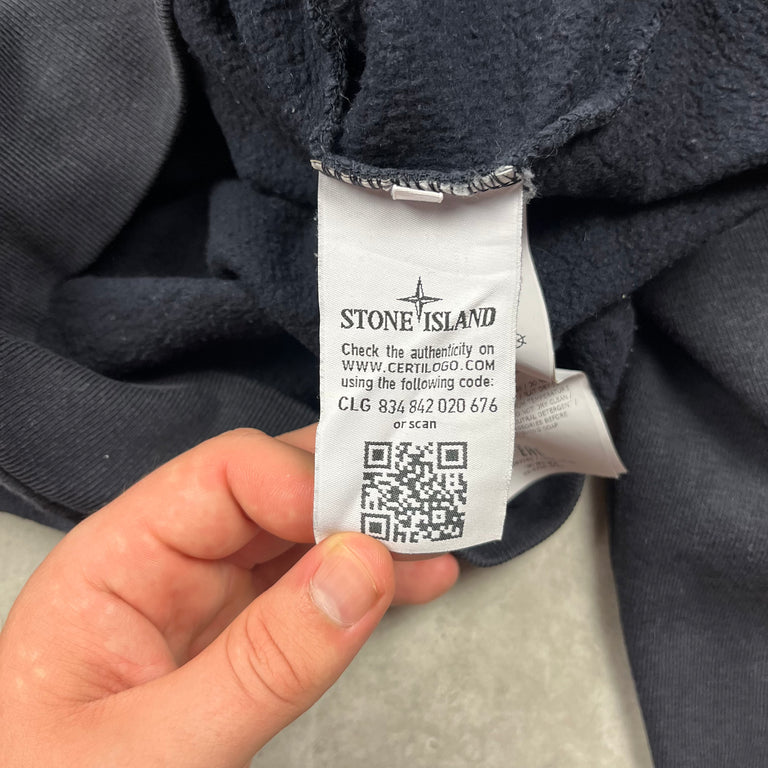 STONE ISLAND
Check the authenticity on
WWW.CERTILOGO.COM
using the following code:
CLG 834 842 020 676
or scan